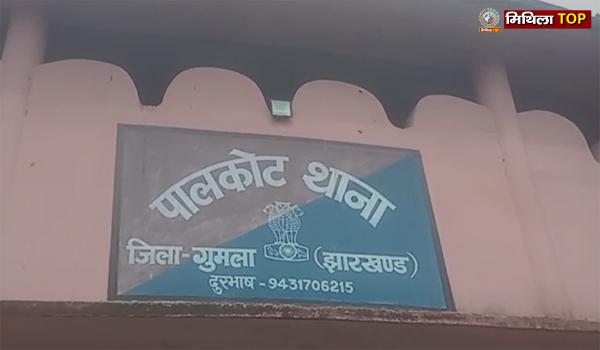 मिथिला TOP
पालकोट थाना
जिला-गुमला (झारखण्ड)
दुरभाष -9431706215